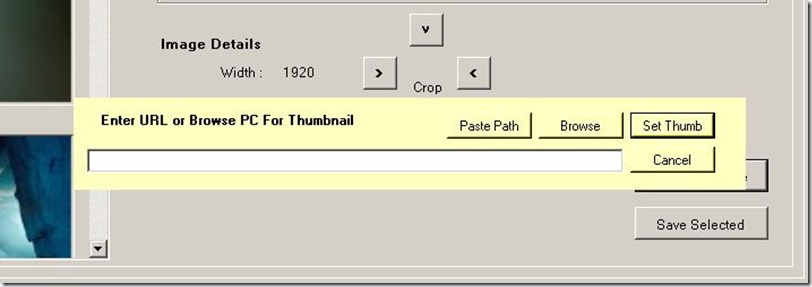 v
Image Details
Width : 1920
> <
Crop
Enter URL or Browse PC For Thumbnail
Paste Path Browse Set Thumb
Cancel
Save Selected